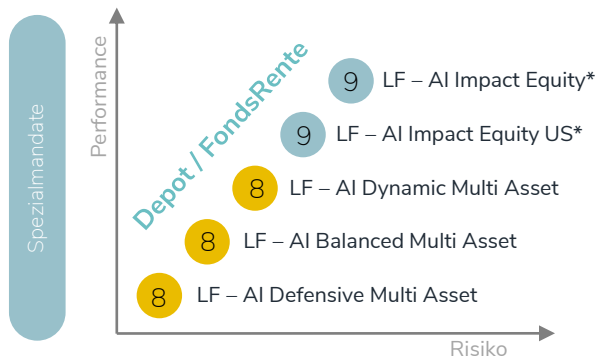 Spezialmandate
Performance
Depot / FondsRente
9 LF – AI Impact Equity*
9 LF – AI Impact Equity US*
8 LF – AI Dynamic Multi Asset
8 LF – AI Balanced Multi Asset
8 LF – AI Defensive Multi Asset
Risiko